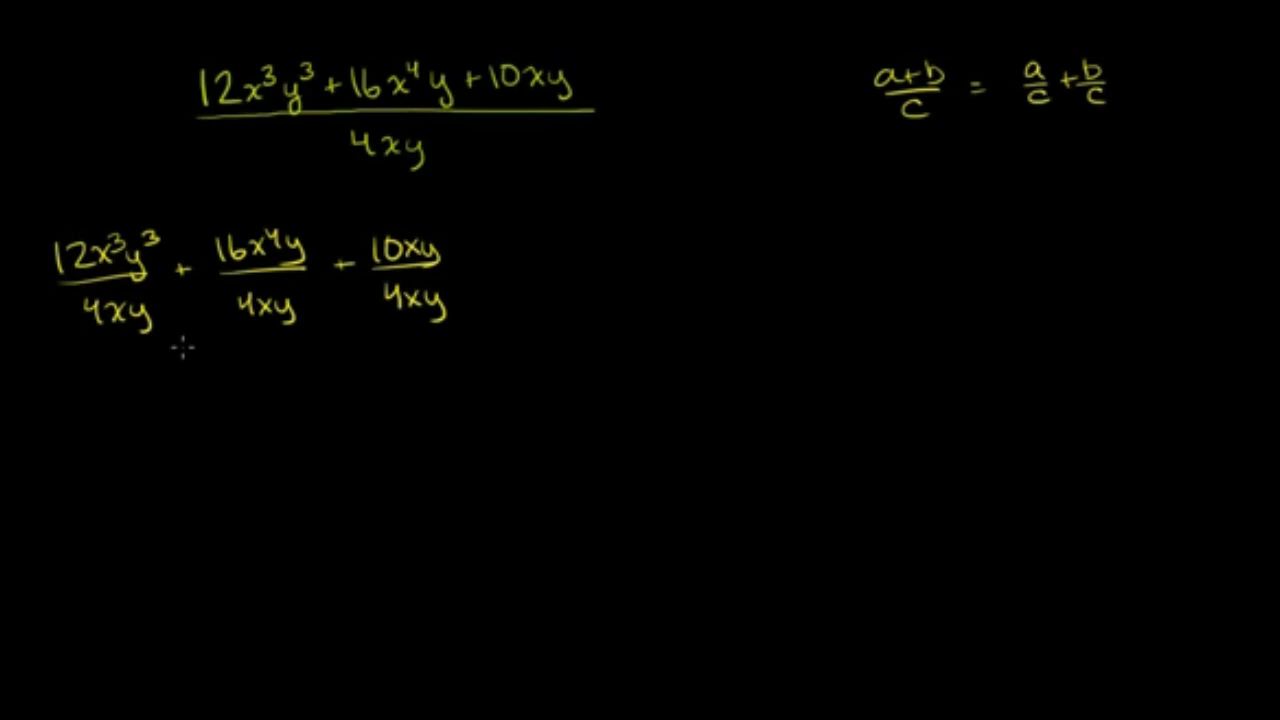 12x³y³ + 16x⁴y + 10xy / 4xy
a+b / c = a/c + b/c
12x³y³/4xy + 16x⁴y/4xy + 10xy/4xy